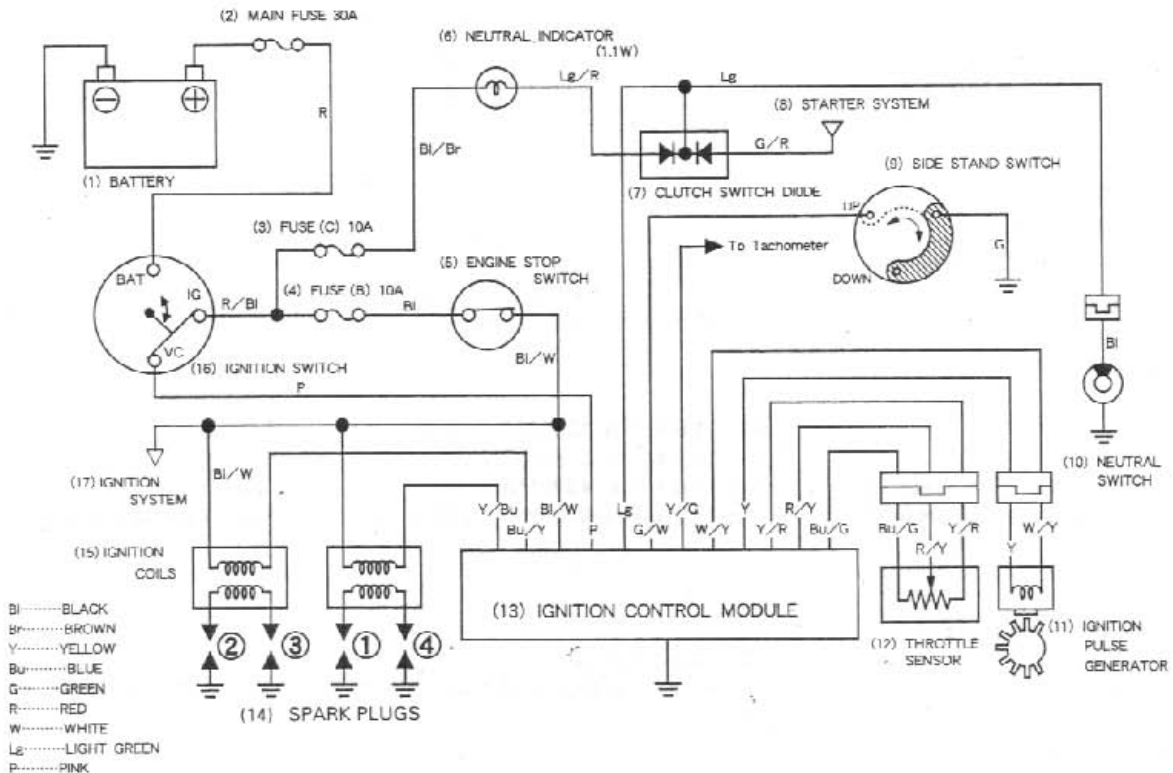 (2) MAIN FUSE 30A
(6) NEUTRAL INDICATOR
(1.1W)
Lg/R
Lg
(8) STARTER SYSTEM
R
Bl/Br
G/R
(9) SIDE STAND SWITCH
(1) BATTERY
(7) CLUTCH SWITCH DIODE
UP
(3) FUSE (C) 10A
To Tachometer
G
BAT
(5) ENGINE STOP
SWITCH
DOWN
IG
R/Bl
(4) FUSE (B) 10A
Bl
Bl
VC
Bl/W
(16) IGNITION SWITCH
P
(10) NEUTRAL
SWITCH
Bl/W
(17) IGNITION
SYSTEM
Y/Bu
Bu/Y
Bl/W
P
Lg
G/W
Y/G
W/Y
Y
Y/R
R/Y
Bu/G
Bu/G
R/Y
Y/R
Y
W/Y
(15) IGNITION
COILS
(13) IGNITION CONTROL MODULE
(12) THROTTLE
SENSOR
(11) IGNITION
PULSE
GENERATOR
2 3 1 4
(14) SPARK PLUGS
Bl········BLACK
Br········BROWN
Y········YELLOW
Bu········BLUE
G········GREEN
R········RED
W········WHITE
Lg········LIGHT GREEN
P········PINK